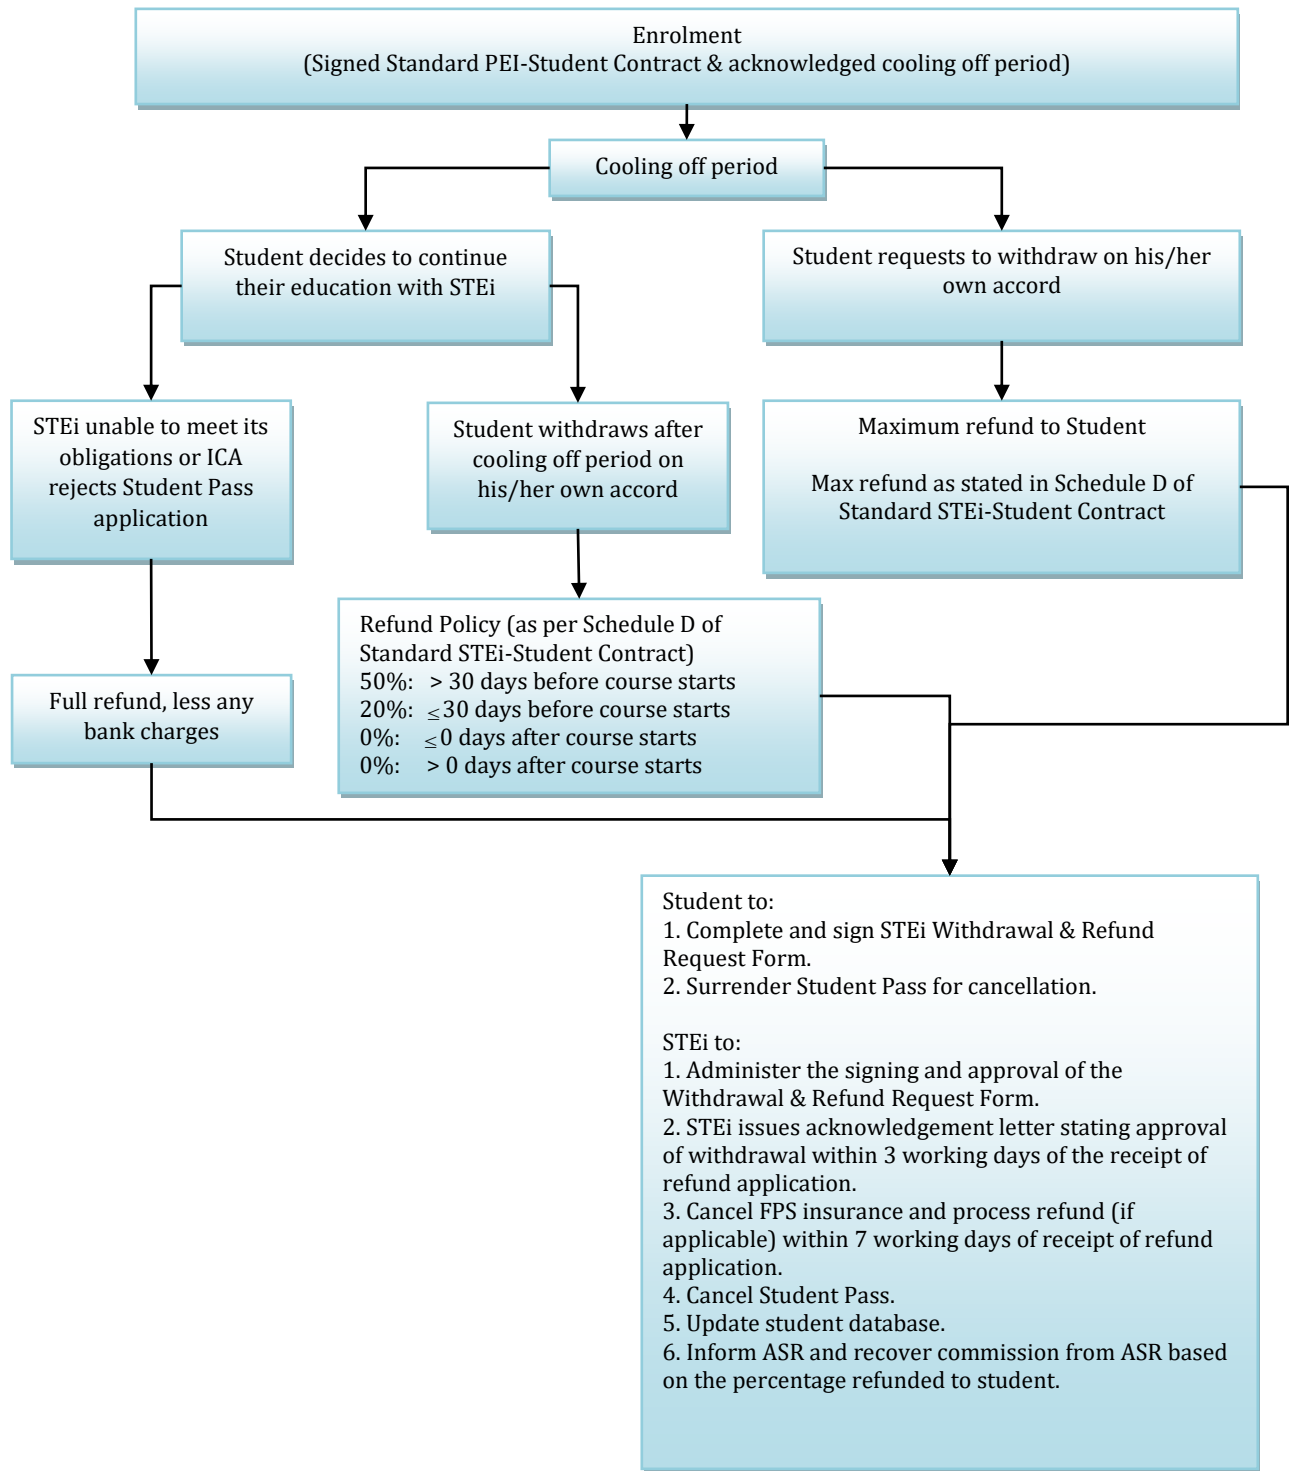 Enrolment
(Signed Standard PEI-Student Contract & acknowledged cooling off period)
Cooling off period
Student decides to continue
their education with STEi
Student requests to withdraw on his/her
own accord
STEi unable to meet its
obligations or ICA
rejects Student Pass
application
Student withdraws after
cooling off period on
his/her own accord
Maximum refund to Student
Max refund as stated in Schedule D of
Standard STEi-Student Contract
Full refund, less any
bank charges
Refund Policy (as per Schedule D of
Standard STEi-Student Contract)
50%: > 30 days before course starts
20%: ≤30 days before course starts
0%: ≤0 days after course starts
0%: > 0 days after course starts
Student to:
1. Complete and sign STEi Withdrawal & Refund
Request Form.
2. Surrender Student Pass for cancellation.
STEi to:
1. Administer the signing and approval of the
Withdrawal & Refund Request Form.
2. STEi issues acknowledgement letter stating approval
of withdrawal within 3 working days of the receipt of
refund application.
3. Cancel FPS insurance and process refund (if
applicable) within 7 working days of receipt of refund
application.
4. Cancel Student Pass.
5. Update student database.
6. Inform ASR and recover commission from ASR based
on the percentage refunded to student.